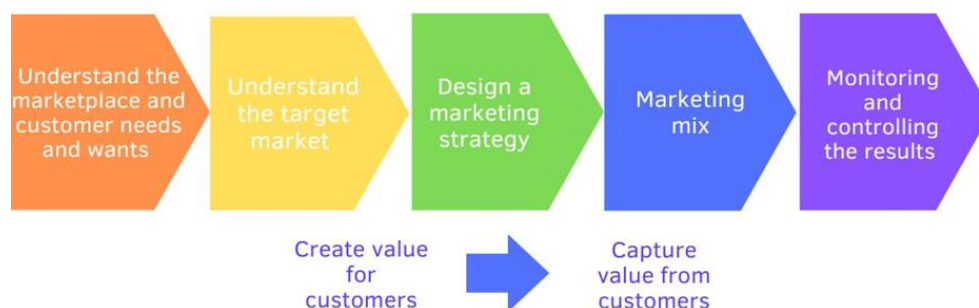 Understand the
marketplace and
customer needs
and wants
Understand
the target
market
Design a
marketing
strategy
Marketing
mix
Monitoring
and
controlling
the results
Create value
for
customers
Capture
value from
customers